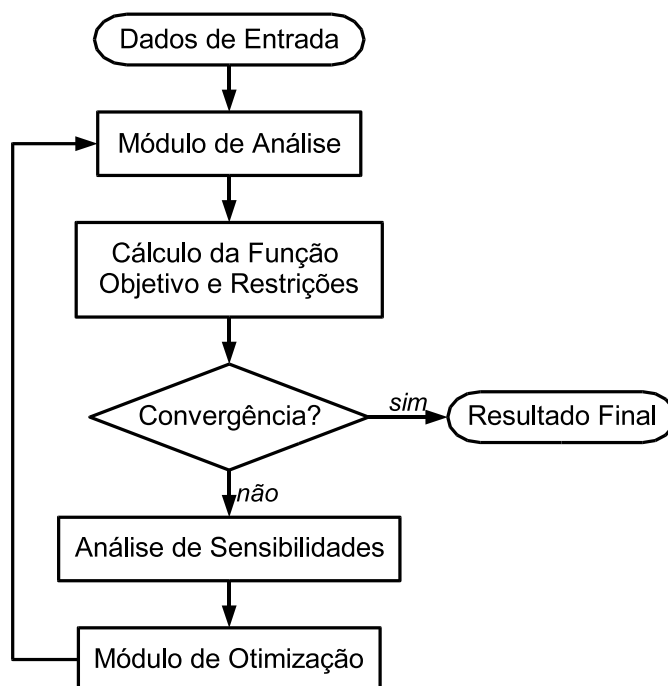 Dados de Entrada
Módulo de Análise
Cálculo da Função
Objetivo e Restrições
Convergência?
sim
Resultado Final
não
Análise de Sensibilidades
Módulo de Otimização